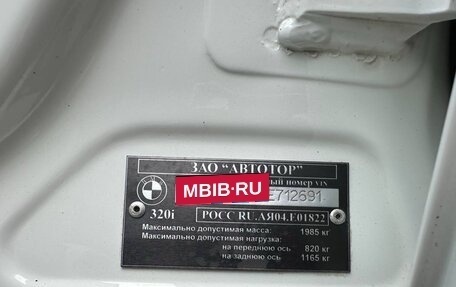 ЗАО "АВТОТОР"
ный номер VIN
MBIB.RU
E712691
320i
РОСС RU.АЯ04.Е01822
Максимально допустимая масса: 1985 кг
Максимально допустимая нагрузка:
на переднюю ось 820 кг
на заднюю ось 1165 кг